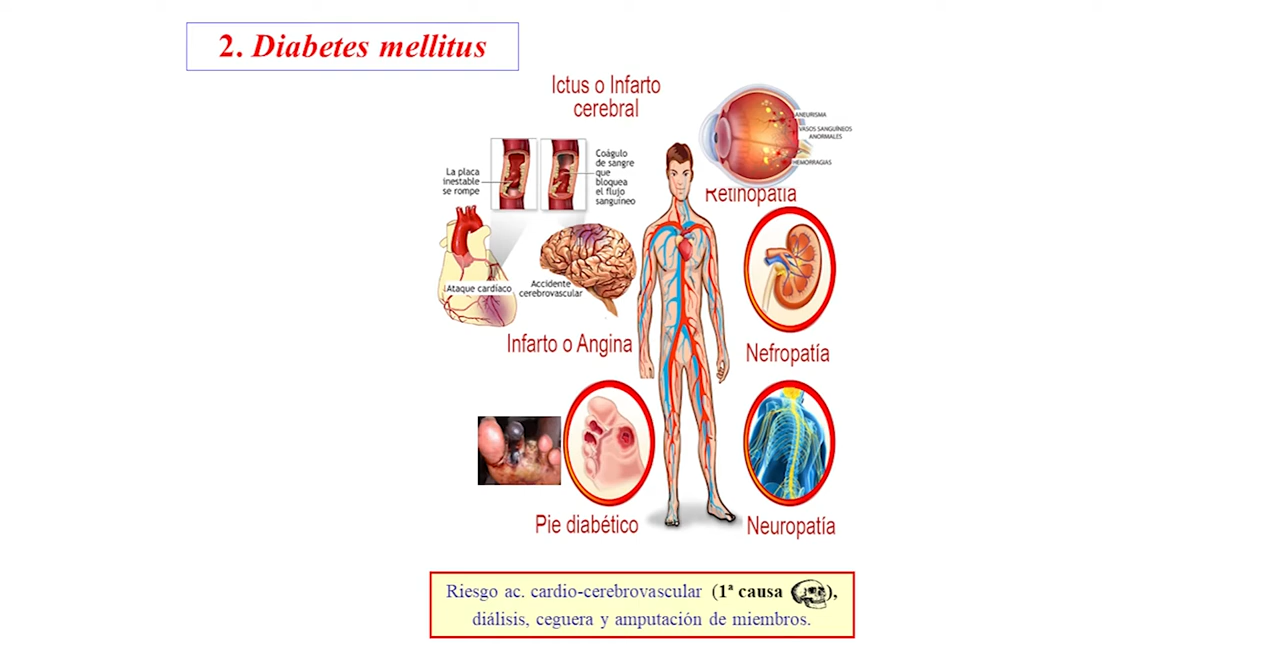 2. Diabetes mellitus
Ictus o Infarto
cerebral
ANEURISMA
VASOS SANGUÍNEOS
ANORMALES
HEMORRAGIAS
Retinopatía
La placa
inestable
se rompe
Coágulo
de sangre
que
bloquea
el flujo
sanguíneo
Ataque cardíaco
Accidente
cerebrovascular
Infarto o Angina
Nefropatía
Pie diabético
Neuropatía
Riesgo ac. cardio-cerebrovascular (1ª causa ),
diálisis, ceguera y amputación de miembros.